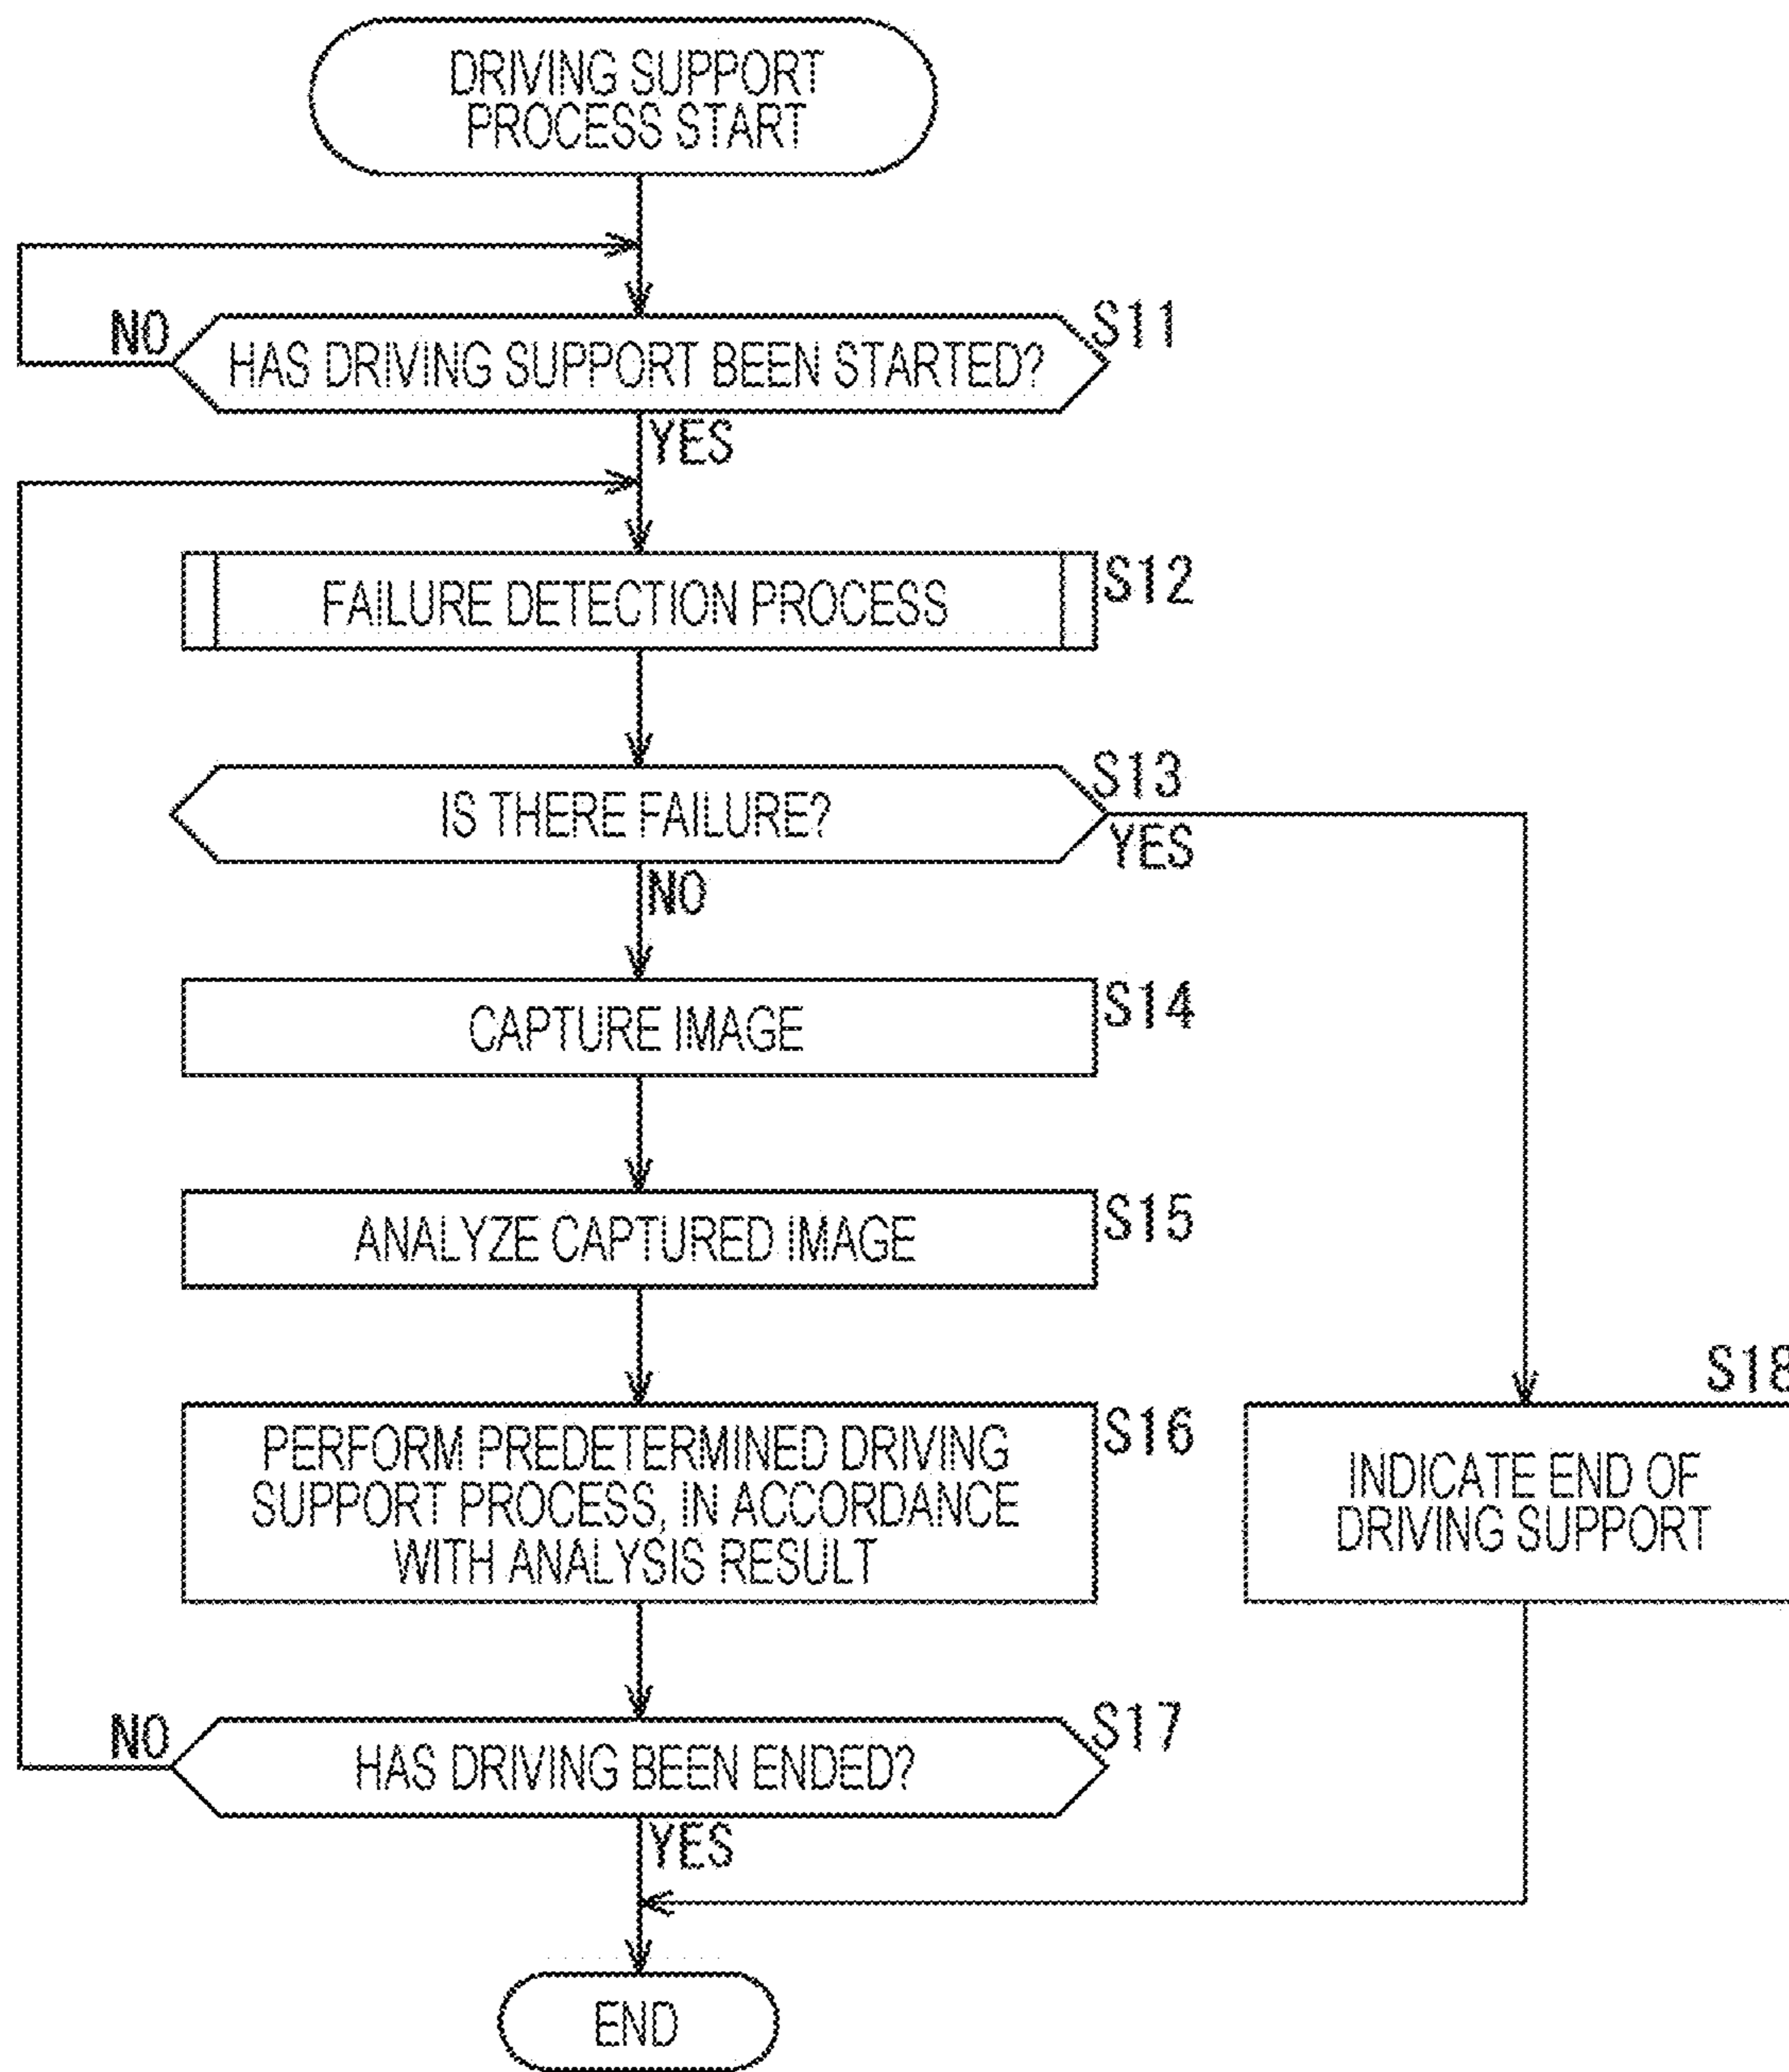 DRIVING SUPPORT
PROCESS START
NO
HAS DRIVING SUPPORT BEEN STARTED?
S11
YES
FAILURE DETECTION PROCESS
S12
IS THERE FAILURE?
S13
YES
NO
CAPTURE IMAGE
S14
ANALYZE CAPTURED IMAGE
S15
PERFORM PREDETERMINED DRIVING
SUPPORT PROCESS, IN ACCORDANCE
WITH ANALYSIS RESULT
S16
INDICATE END OF
DRIVING SUPPORT
S18
NO
HAS DRIVING BEEN ENDED?
S17
YES
END